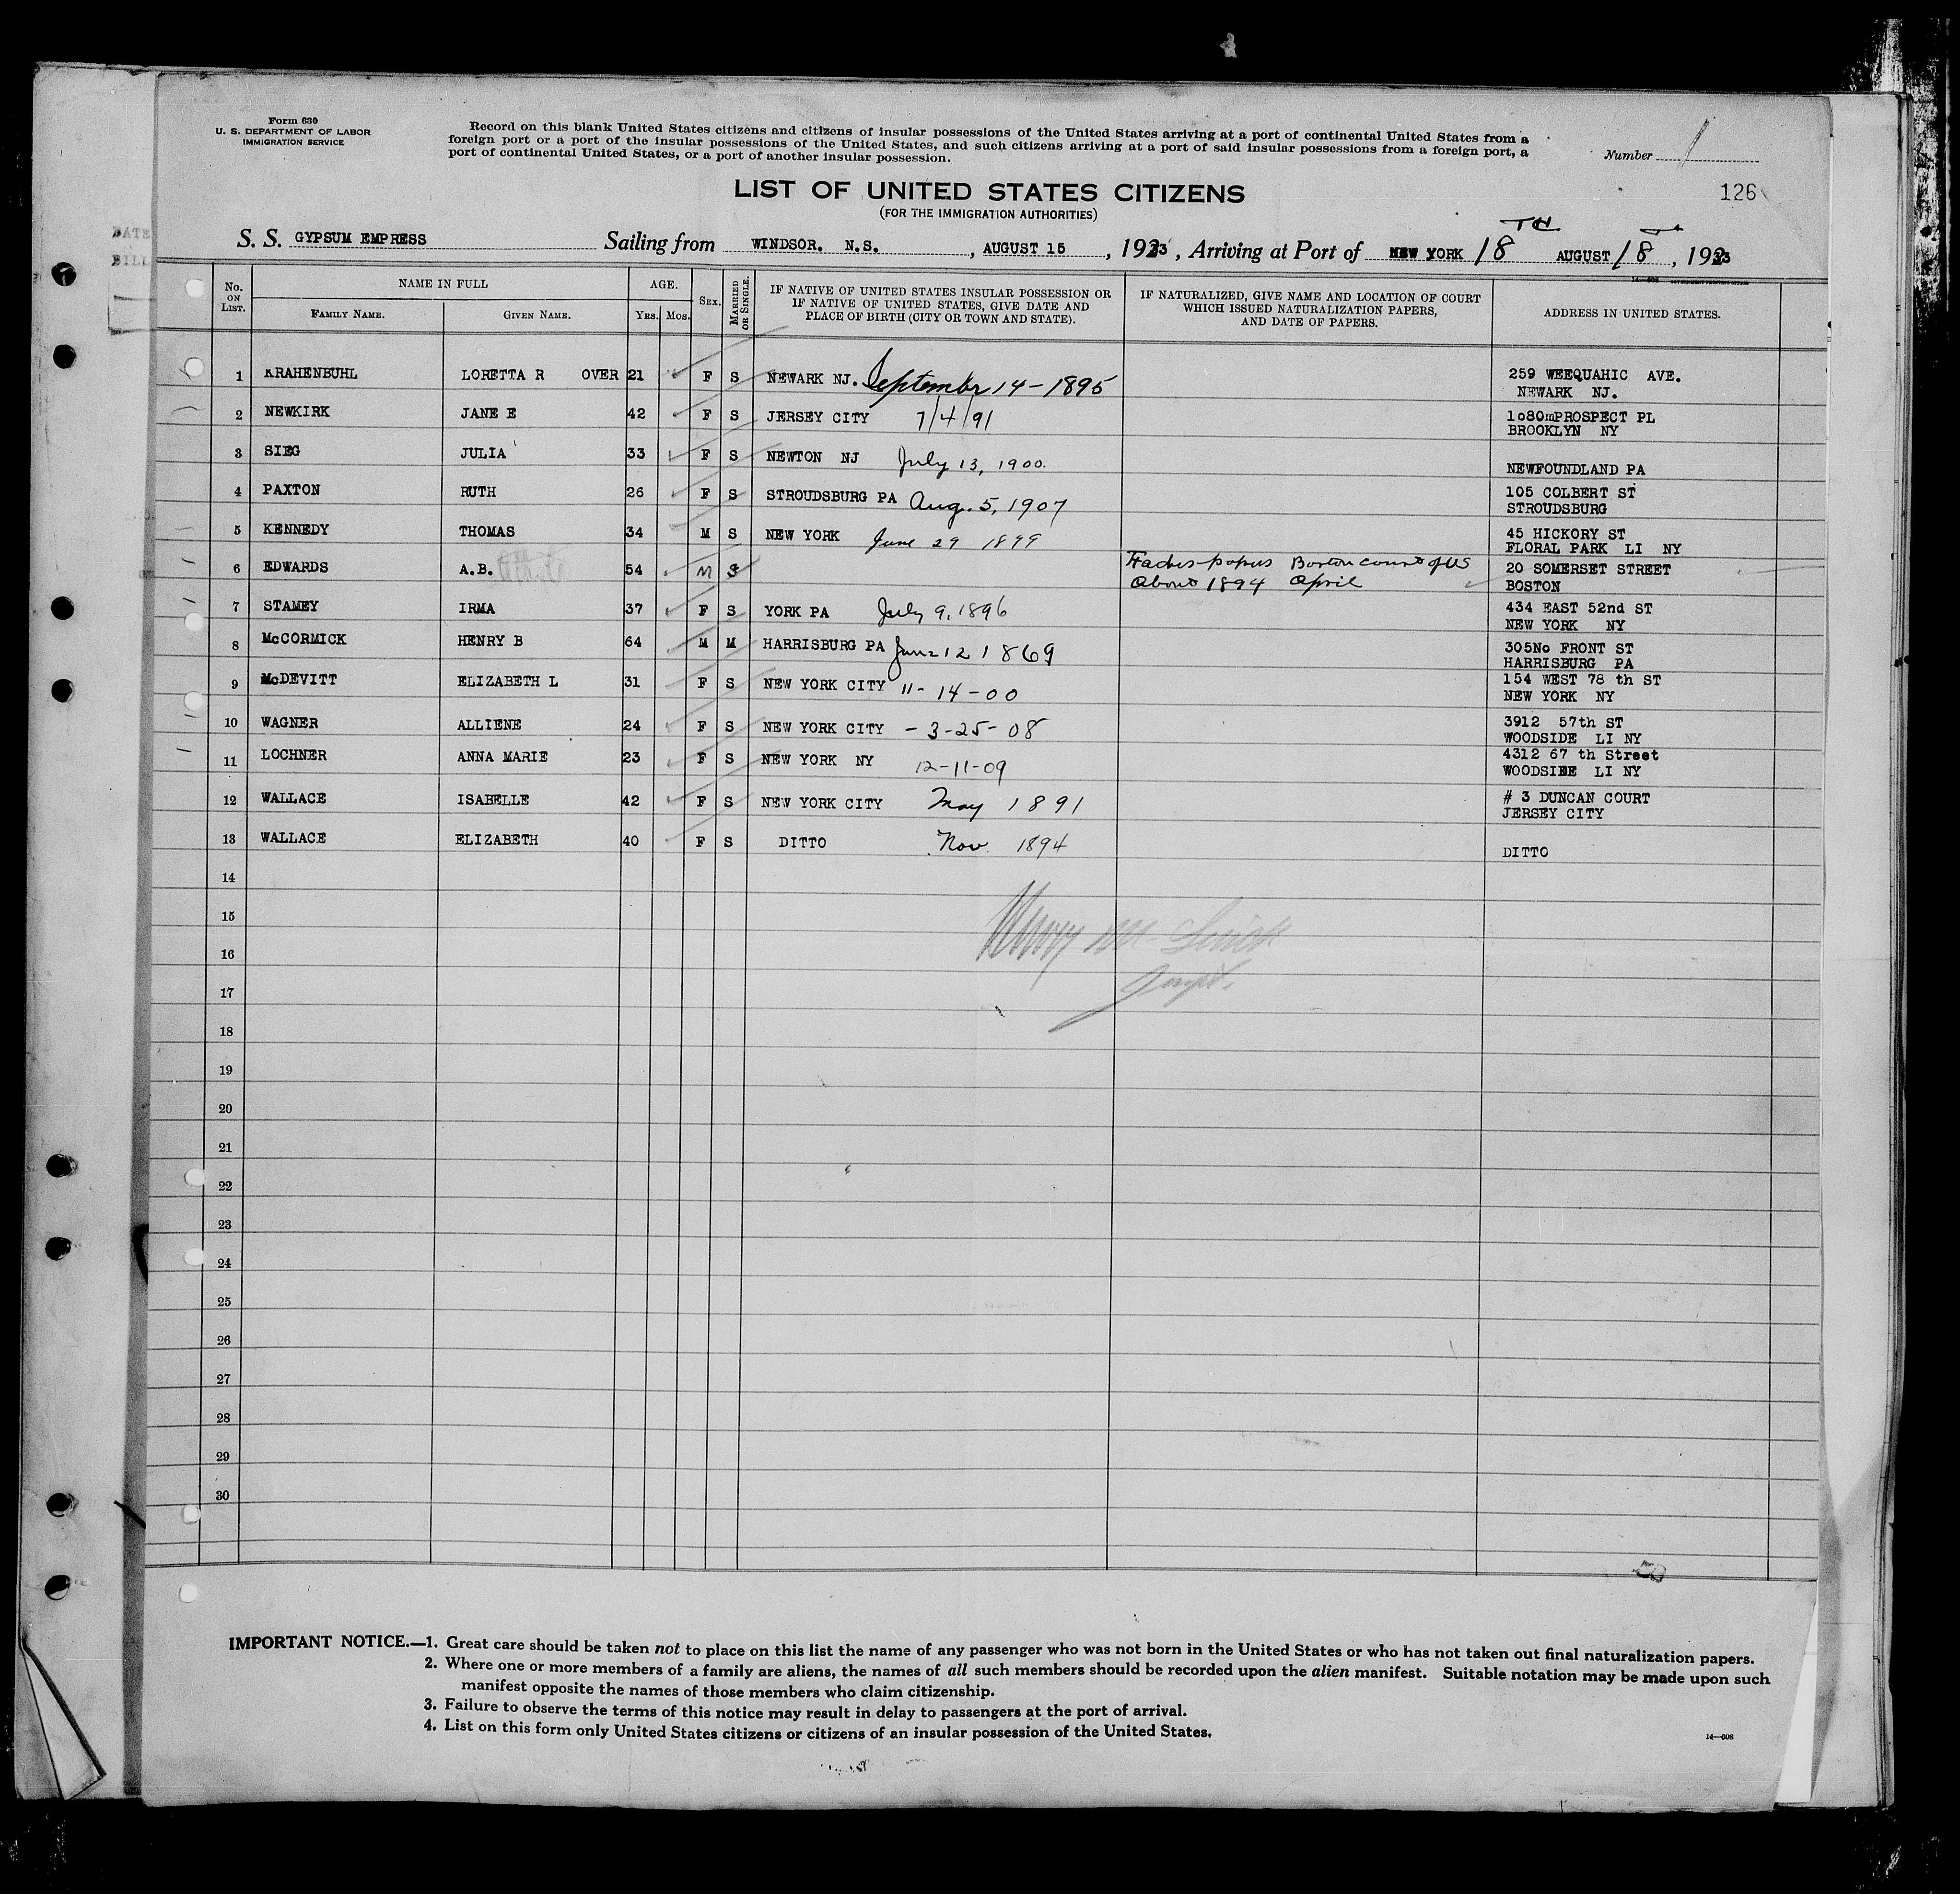 Form 630
U. S. DEPARTMENT OF LABOR
IMMIGRATION SERVICE
Record on this blank United States citizens and citizens of insular possessions of the United States arriving at a port of continental United States from a
foreign port or a port of the insular possessions of the United States, and such citizens arriving at a port of said insular possessions from a foreign port, a
port of continental United States, or a port of another insular possession.
Number 1
126
LIST OF UNITED STATES CITIZENS
(FOR THE IMMIGRATION AUTHORITIES)
DATE
BILL
S. S. GYPSUM EMPRESS Sailing from WINDSOR. N.S. , AUGUST 15 , 1933 , Arriving at Port of NEW YORK 18 TH AUGUST 18 , 1933
No. ON LIST.
NAME IN FULL
FAMILY NAME. GIVEN NAME.
AGE.
Yrs. Mos.
SEX.
MARRIED OR SINGLE.
IF NATIVE OF UNITED STATES INSULAR POSSESSION OR
IF NATIVE OF UNITED STATES, GIVE DATE AND
PLACE OF BIRTH (CITY OR TOWN AND STATE).
IF NATURALIZED, GIVE NAME AND LOCATION OF COURT
WHICH ISSUED NATURALIZATION PAPERS,
AND DATE OF PAPERS.
ADDRESS IN UNITED STATES.
1 KRAHENBUHL LORETTA R OVER 21 F S NEWARK NJ. September 14-1895 259 WEEQUAHIC AVE.
NEWARK NJ.
2 NEWKIRK JANE E 42 F S JERSEY CITY 7/4/91 1o80mPROSPECT PL
BROOKLYN NY
3 SIEG JULIA 33 F S NEWTON NJ July 13, 1900.
NEWFOUNDLAND PA
4 PAXTON RUTH 26 F S STROUDSBURG PA Aug. 5, 1907 105 COLBERT ST
STROUDSBURG
5 KENNEDY THOMAS 34 M S NEW YORK June 29 1899 45 HICKORY ST
FLORAL PARK LI NY
6 EDWARDS A.B. 54 M S Fathers papers Boston court of US 20 SOMERSET STREET
About 1894 April BOSTON
7 STAMEY IRMA 37 F S YORK PA July 9, 1896 434 EAST 52nd ST
NEW YORK NY
8 McCORMICK HENRY B 64 M M HARRISBURG PA June 12 1869 305No FRONT ST
HARRISBURG PA
9 McDEVITT ELIZABETH L 31 F S NEW YORK CITY 11-14-00 154 WEST 78 th ST
NEW YORK NY
10 WAGNER ALLIENE 24 F S NEW YORK CITY - 3-25-08 3912 57th ST
WOODSIDE LI NY
11 LOCHNER ANNA MARIE 23 F S NEW YORK NY 12-11-09 4312 67 th Street
WOODSIDE LI NY
12 WALLACE ISABELLE 42 F S NEW YORK CITY May 1891 # 3 DUNCAN COURT
JERSEY CITY
13 WALLACE ELIZABETH 40 F S DITTO Nov. 1894
DITTO
14
15
16
17
18
19
20
21
22
23
24
25
26
27
28
29
30
IMPORTANT NOTICE.—1. Great care should be taken not to place on this list the name of any passenger who was not born in the United States or who has not taken out final naturalization papers.
2. Where one or more members of a family are aliens, the names of all such members should be recorded upon the alien manifest. Suitable notation may be made upon such
manifest opposite the names of those members who claim citizenship.
3. Failure to observe the terms of this notice may result in delay to passengers at the port of arrival.
4. List on this form only United States citizens or citizens of an insular possession of the United States.
14—608